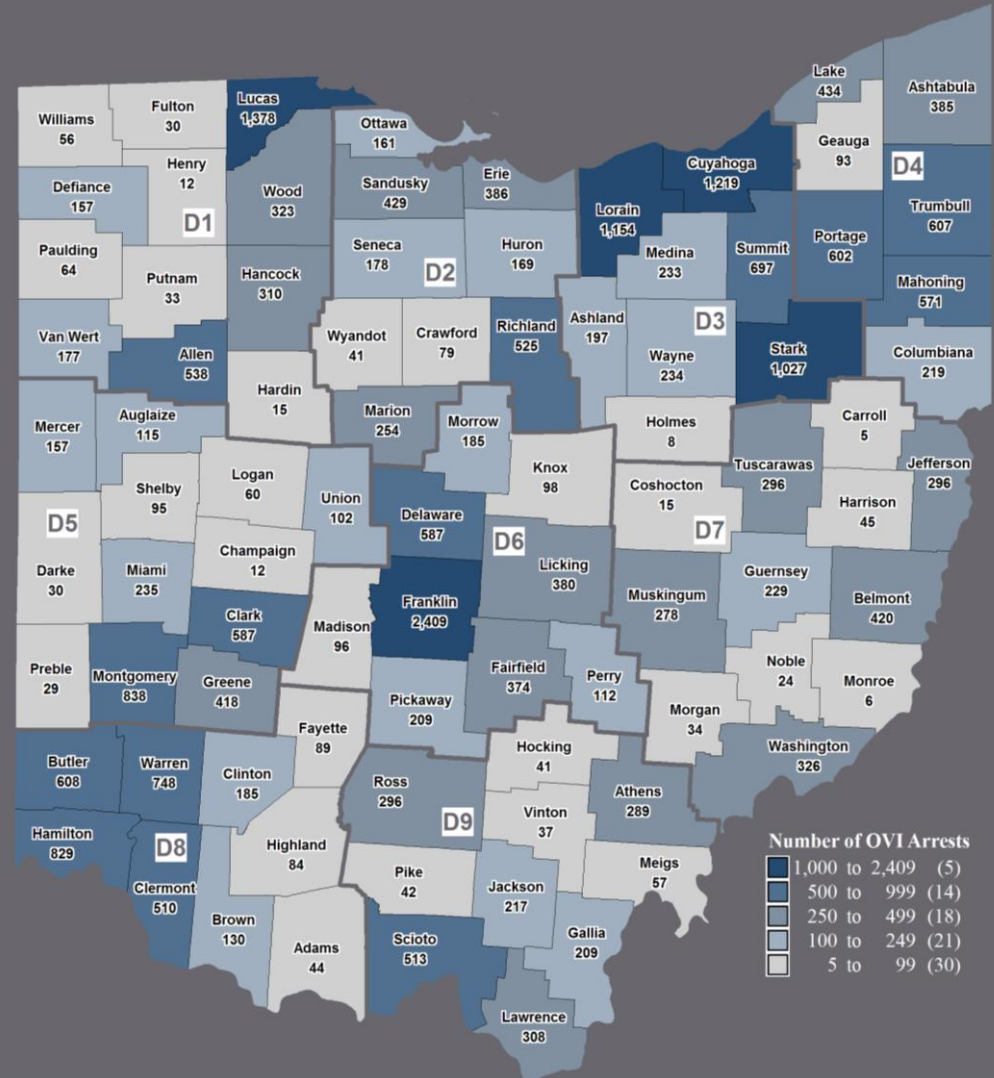 Williams
56
Fulton
30
Lucas
1,378
Ottawa
161
Lake
434
Ashtabula
385
Geauga
93
D4
Henry
12
Defiance
157
Wood
323
D1
Sandusky
429
Erie
386
Cuyahoga
1,219
Lorain
1,154
Trumbull
607
Portage
602
Paulding
64
Putnam
33
Hancock
310
Seneca
178
D2
Huron
169
Medina
233
Summit
697
Mahoning
571
Van Wert
177
Allen
538
Wyandot
41
Crawford
79
Richland
525
Ashland
197
D3
Wayne
234
Stark
1,027
Columbiana
219
Hardin
15
Mercer
157
Auglaize
115
Marion
254
Morrow
185
Holmes
8
Carroll
5
Knox
98
Tuscarawas
296
Jefferson
296
Logan
60
Shelby
95
Union
102
Coshocton
15
Harrison
45
D5
Delaware
587
D6
D7
Champaign
12
Darke
30
Miami
235
Licking
380
Guernsey
229
Clark
587
Franklin
2,409
Muskingum
278
Belmont
420
Madison
96
Preble
29
Montgomery
838
Greene
418
Fairfield
374
Perry
112
Noble
24
Monroe
6
Pickaway
209
Morgan
34
Fayette
89
Washington
326
Hocking
41
Butler
608
Warren
748
Clinton
185
Ross
296
Athens
289
Vinton
37
D9
Hamilton
829
D8
Highland
84
Meigs
57
Pike
42
Clermont
510
Jackson
217
Brown
130
Gallia
209
Scioto
513
Adams
44
Lawrence
308
Number of OVI Arrests
1,000 to 2,409 (5)
500 to 999 (14)
250 to 499 (18)
100 to 249 (21)
5 to 99 (30)